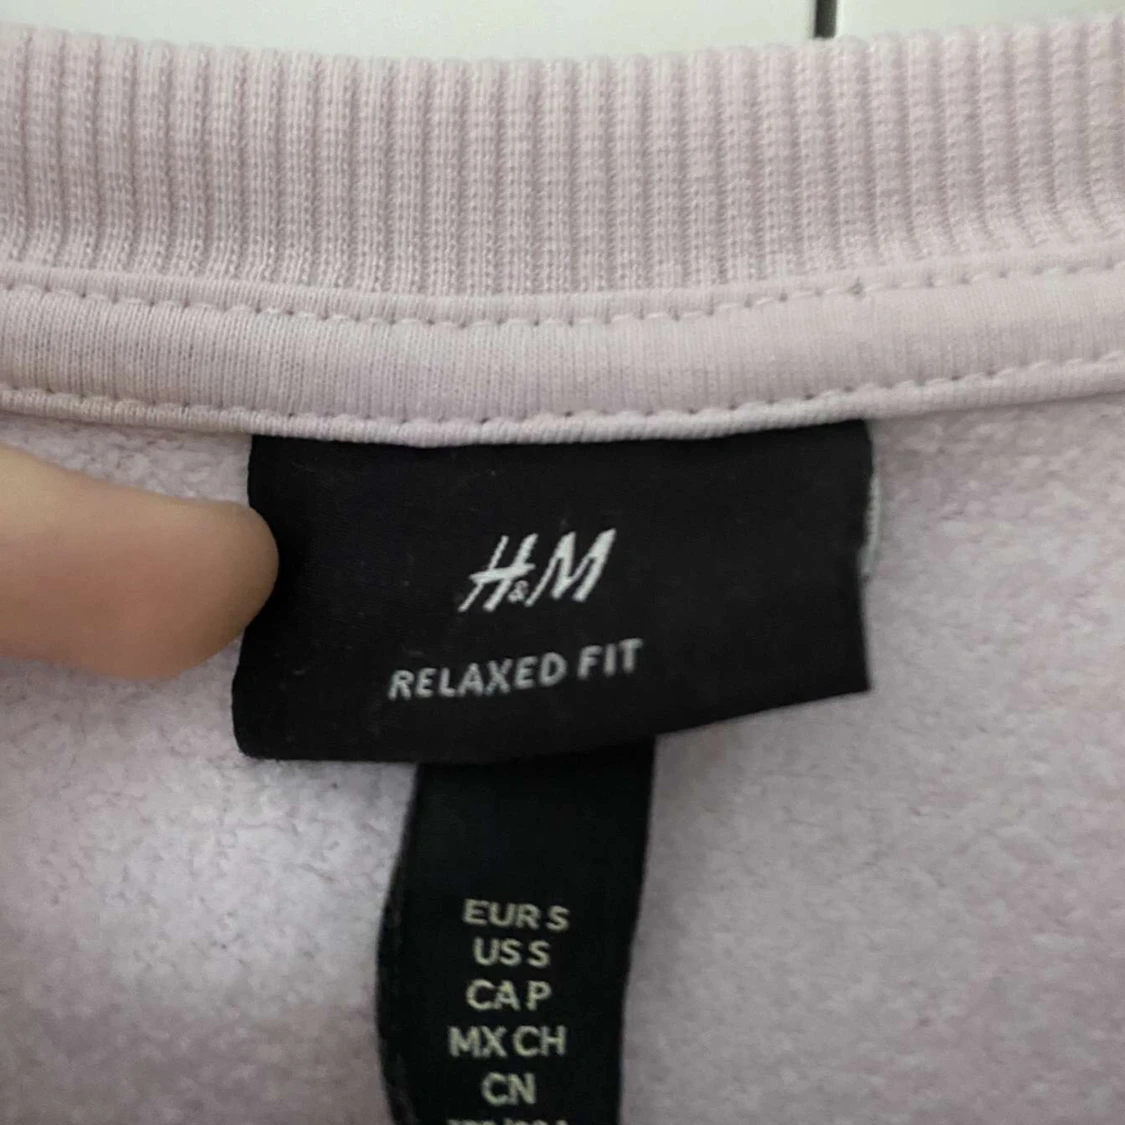 H&M
RELAXED FIT
EUR S
US S
CA P
MX CH
CN